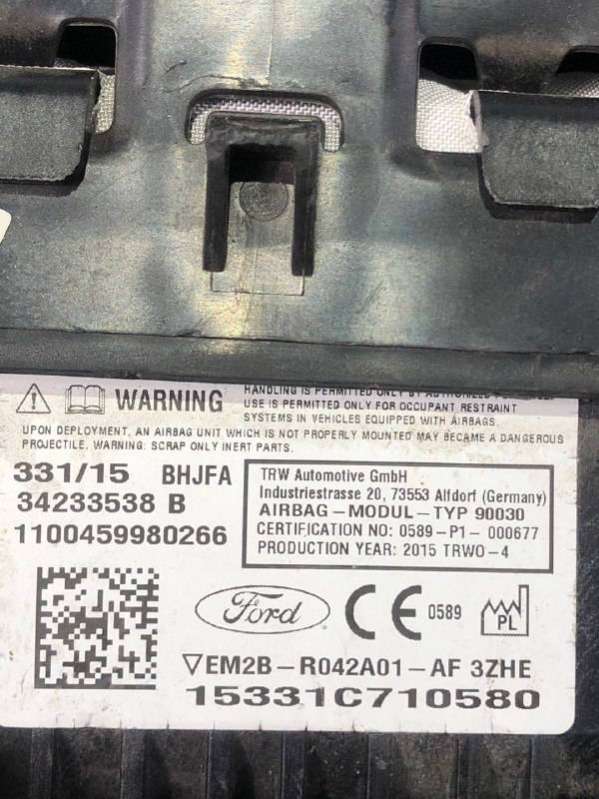 WARNING
HANDLING IS PERMITTED ONLY BY
USE IS PERMITTED ONLY FOR OCCUPANT RESTRAINT
SYSTEMS IN VEHICLES EQUIPPED WITH AIRBAGS.
UPON DEPLOYMENT, AN AIRBAG UNIT WHICH IS NOT PROPERLY MOUNTED MAY BECOME A DANGEROUS
PROJECTILE. WARNING: SCRAP ONLY INERT PARTS.
331/15 BHJFA
34233538 B
1100459980266
TRW Automotive GmbH
Industriestrasse 20, 73553 Alfdorf (Germany)
AIRBAG-MODUL-TYP 90030
CERTIFICATION NO: 0589-P1-000677
PRODUCTION YEAR: 2015 TRWO-4
Ford CE 0589 PL
▽EM2B-R042A01-AF 3ZHE
15331C710580